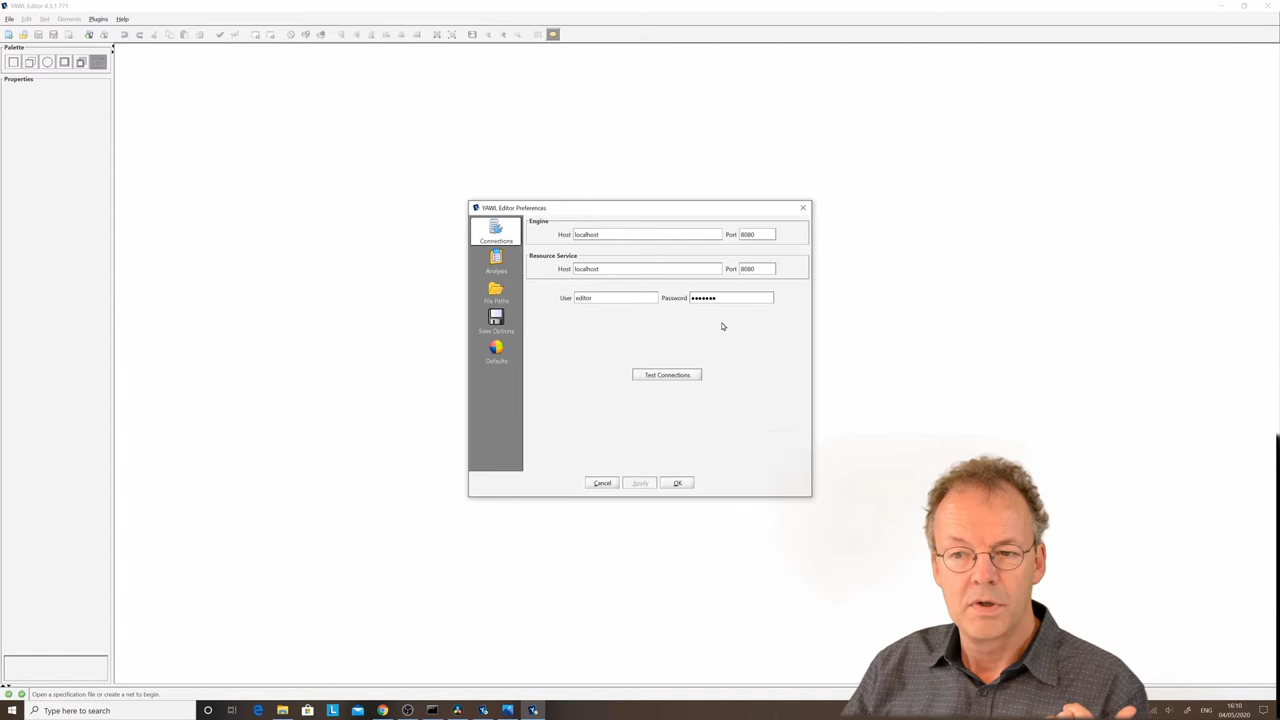 YAWL Editor 4.3.1.771
File Edit Net Elements Plugins Help
Palette
Properties
YAWL Editor Preferences
Connections
Analysis
File Paths
Save Options
Defaults
Engine
Host localhost Port 8080
Resource Service
Host localhost Port 8080
User editor Password •••••••
Test Connections
Cancel Apply OK
Open a specification file or create a net to begin.
Type here to search
ENG
16:10
04/05/2020